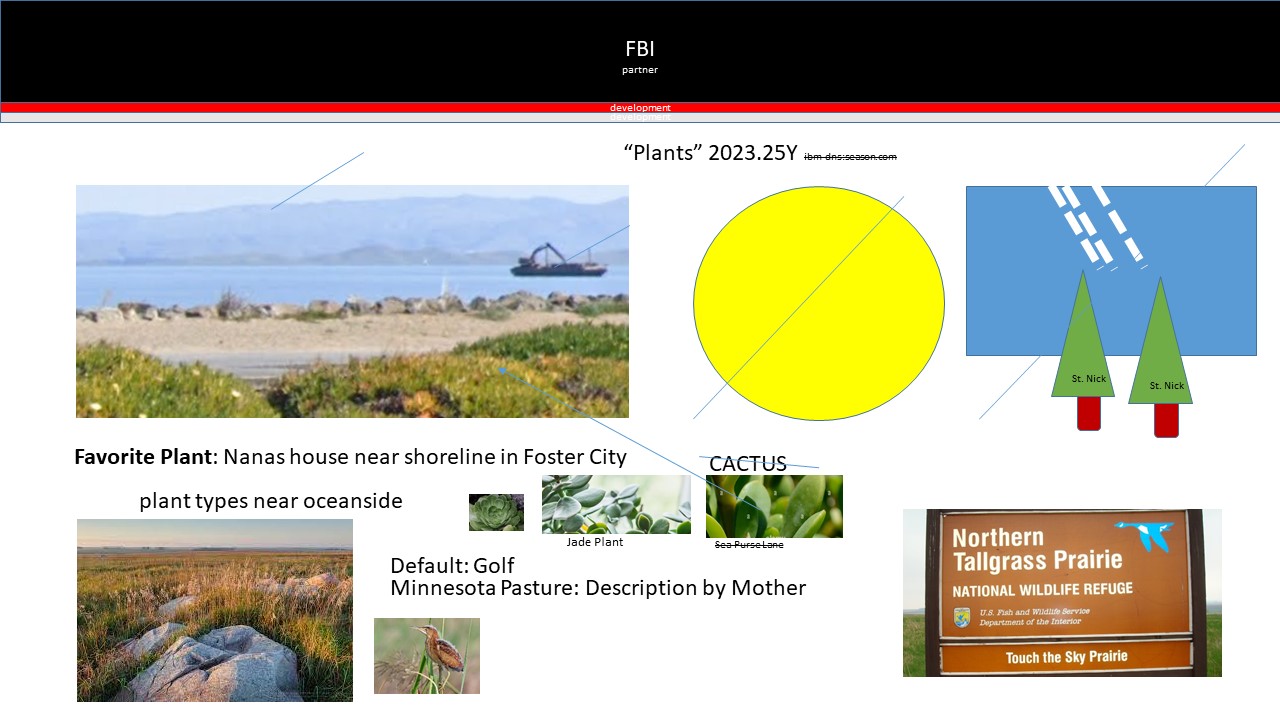 FBI
partner
development
development
“Plants” 2023.25Y ibm-dns:season.com
St. Nick
St. Nick
Favorite Plant: Nanas house near shoreline in Foster City
CACTUS
plant types near oceanside
Jade Plant
Sea Purse Lane
Default: Golf
Minnesota Pasture: Description by Mother
Northern
Tallgrass Prairie
NATIONAL WILDLIFE REFUGE
U.S. Fish and Wildlife Service
Department of the Interior
Touch the Sky Prairie